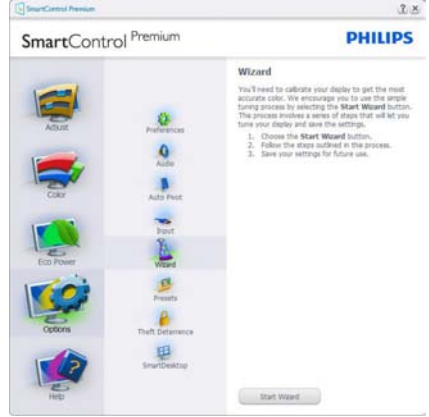 SmartControl Premium
SmartControl Premium
PHILIPS
Adjust
Color
Eco Power
Options
Help
Preferences
Audio
Auto Pivot
Input
Wizard
Presets
Theft Deterrence
SmartDesktop
Wizard
You'll need to calibrate your display to get the most
accurate color. We encourage you to use the simple
tuning process by selecting the Start Wizard button.
The process involves a series of steps that will let you
tune your display and save the settings.
1. Choose the Start Wizard button.
2. Follow the steps outlined in the process.
3. Save your settings for future use.
Start Wizard